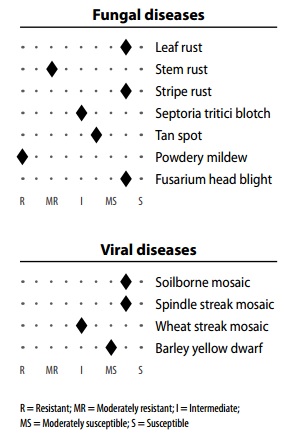 Fungal diseases
Leaf rust
Stem rust
Stripe rust
Septoria tritici blotch
Tan spot
Powdery mildew
Fusarium head blight
R MR I MS S
Viral diseases
Soilborne mosaic
Spindle streak mosaic
Wheat streak mosaic
Barley yellow dwarf
R MR I MS S
R = Resistant; MR = Moderately resistant; I = Intermediate;
MS = Moderately susceptible; S = Susceptible